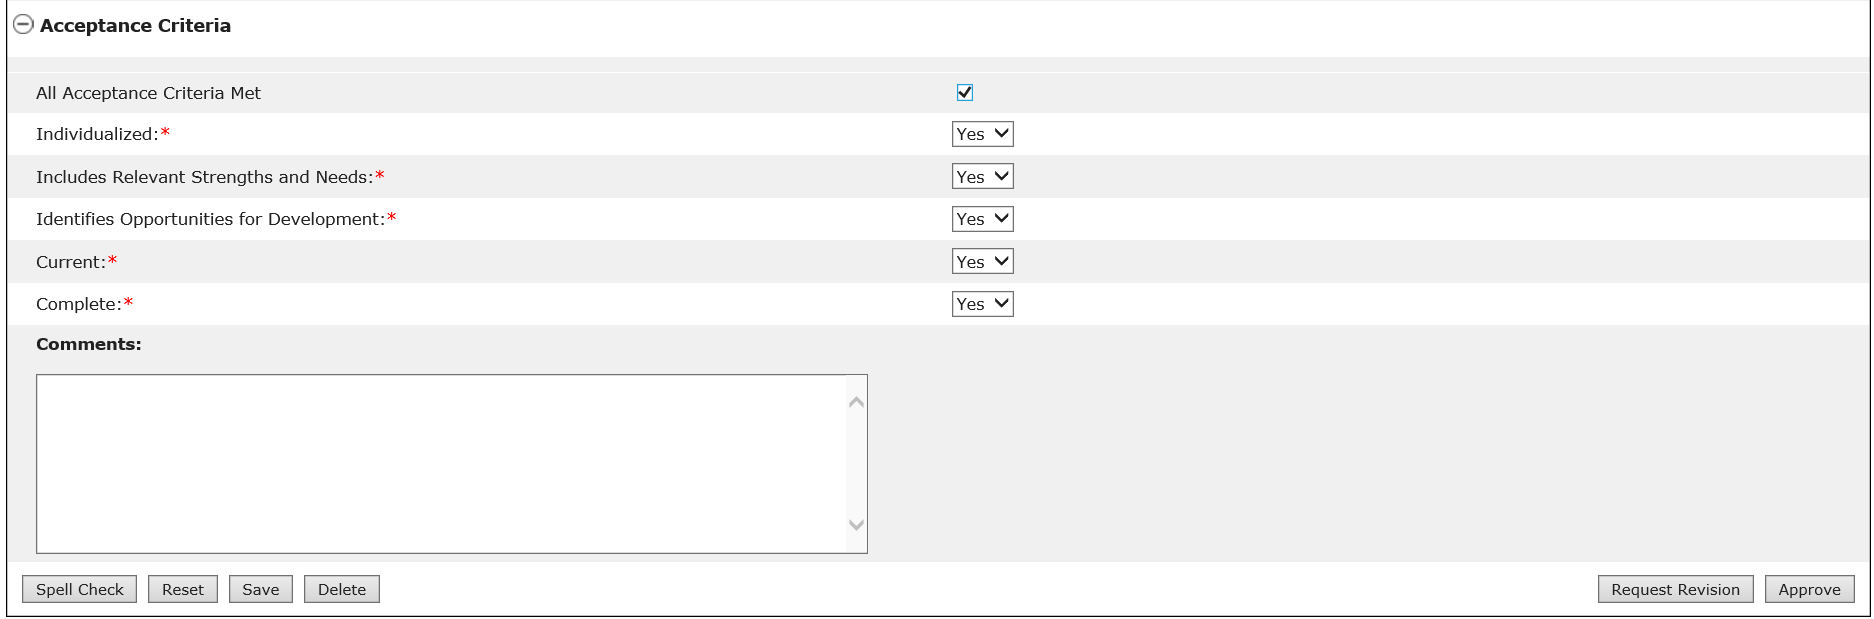 Acceptance Criteria
All Acceptance Criteria Met
Individualized:* Yes
Includes Relevant Strengths and Needs:* Yes
Identifies Opportunities for Development:* Yes
Current:* Yes
Complete:* Yes
Comments:
Spell Check Reset Save Delete Request Revision Approve